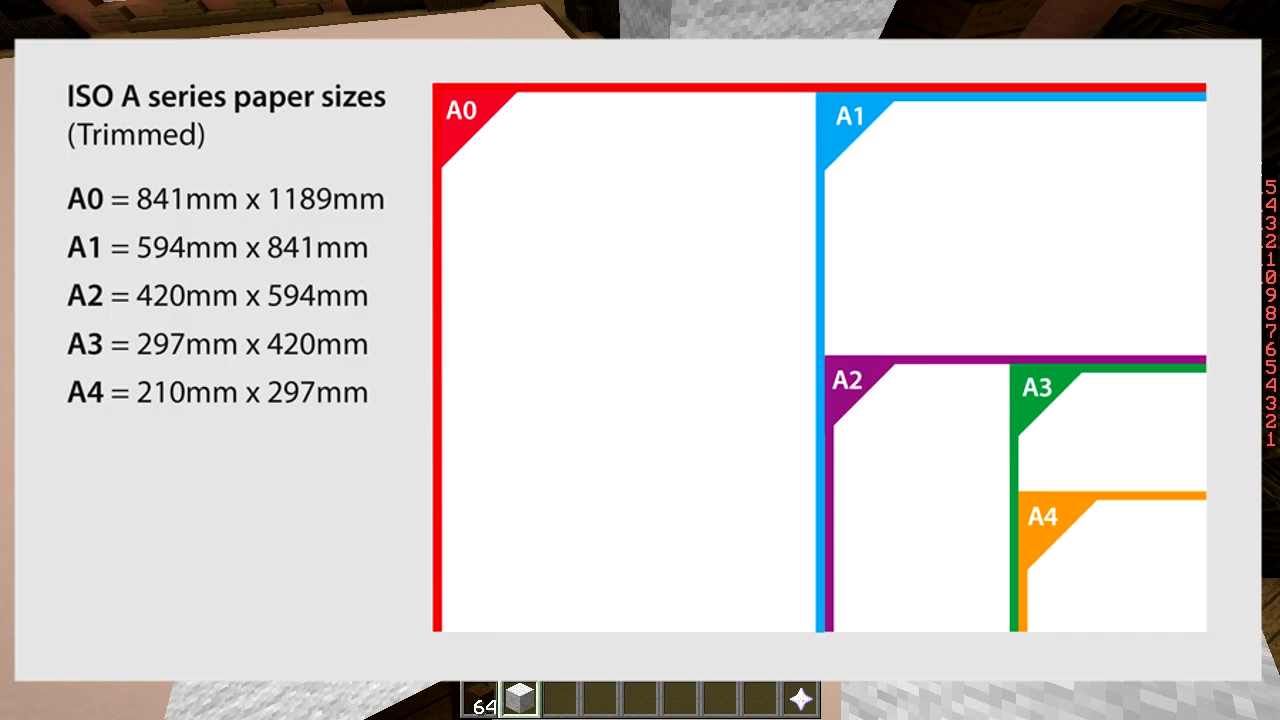 ISO A series paper sizes
(Trimmed)
A0 = 841mm x 1189mm
A1 = 594mm x 841mm
A2 = 420mm x 594mm
A3 = 297mm x 420mm
A4 = 210mm x 297mm
A0
A1
A2
A3
A4
5
4
3
2
1
0
9
8
7
6
5
4
3
2
1
64